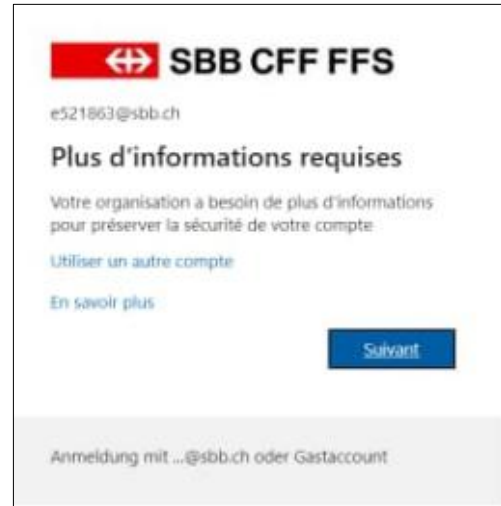 SBB CFF FFS
e521863@sbb.ch
Plus d'informations requises
Votre organisation a besoin de plus d'informations
pour préserver la sécurité de votre compte
Utiliser un autre compte
En savoir plus
Suivant
Anmeldung mit ...@sbb.ch oder Gastaccount